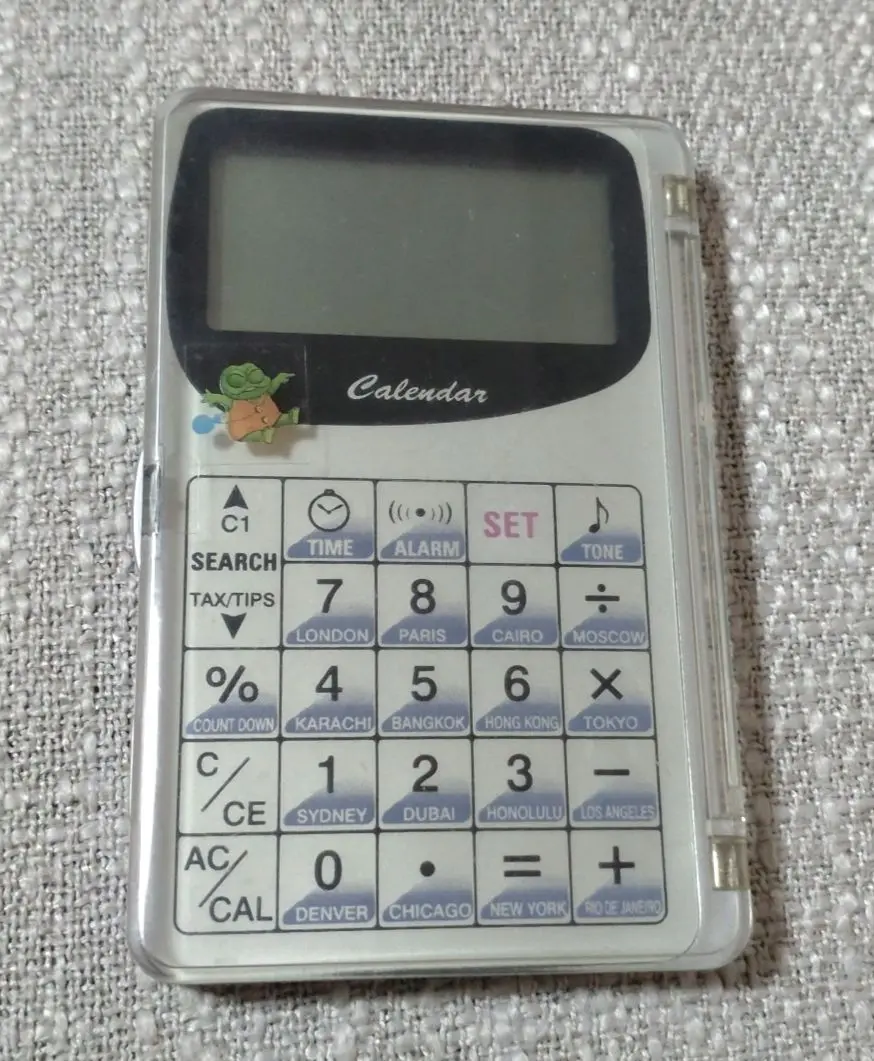 Calendar
C1
SEARCH
TAX/TIPS
TIME
ALARM
SET
TONE
7 8 9 ÷
LONDON PARIS CAIRO MOSCOW
% 4 5 6 ×
COUNT DOWN KARACHI BANGKOK HONG KONG TOKYO
C/CE 1 2 3 −
SYDNEY DUBAI HONOLULU LOS ANGELES
AC/CAL 0 • = +
DENVER CHICAGO NEW YORK RIO DE JANEIRO